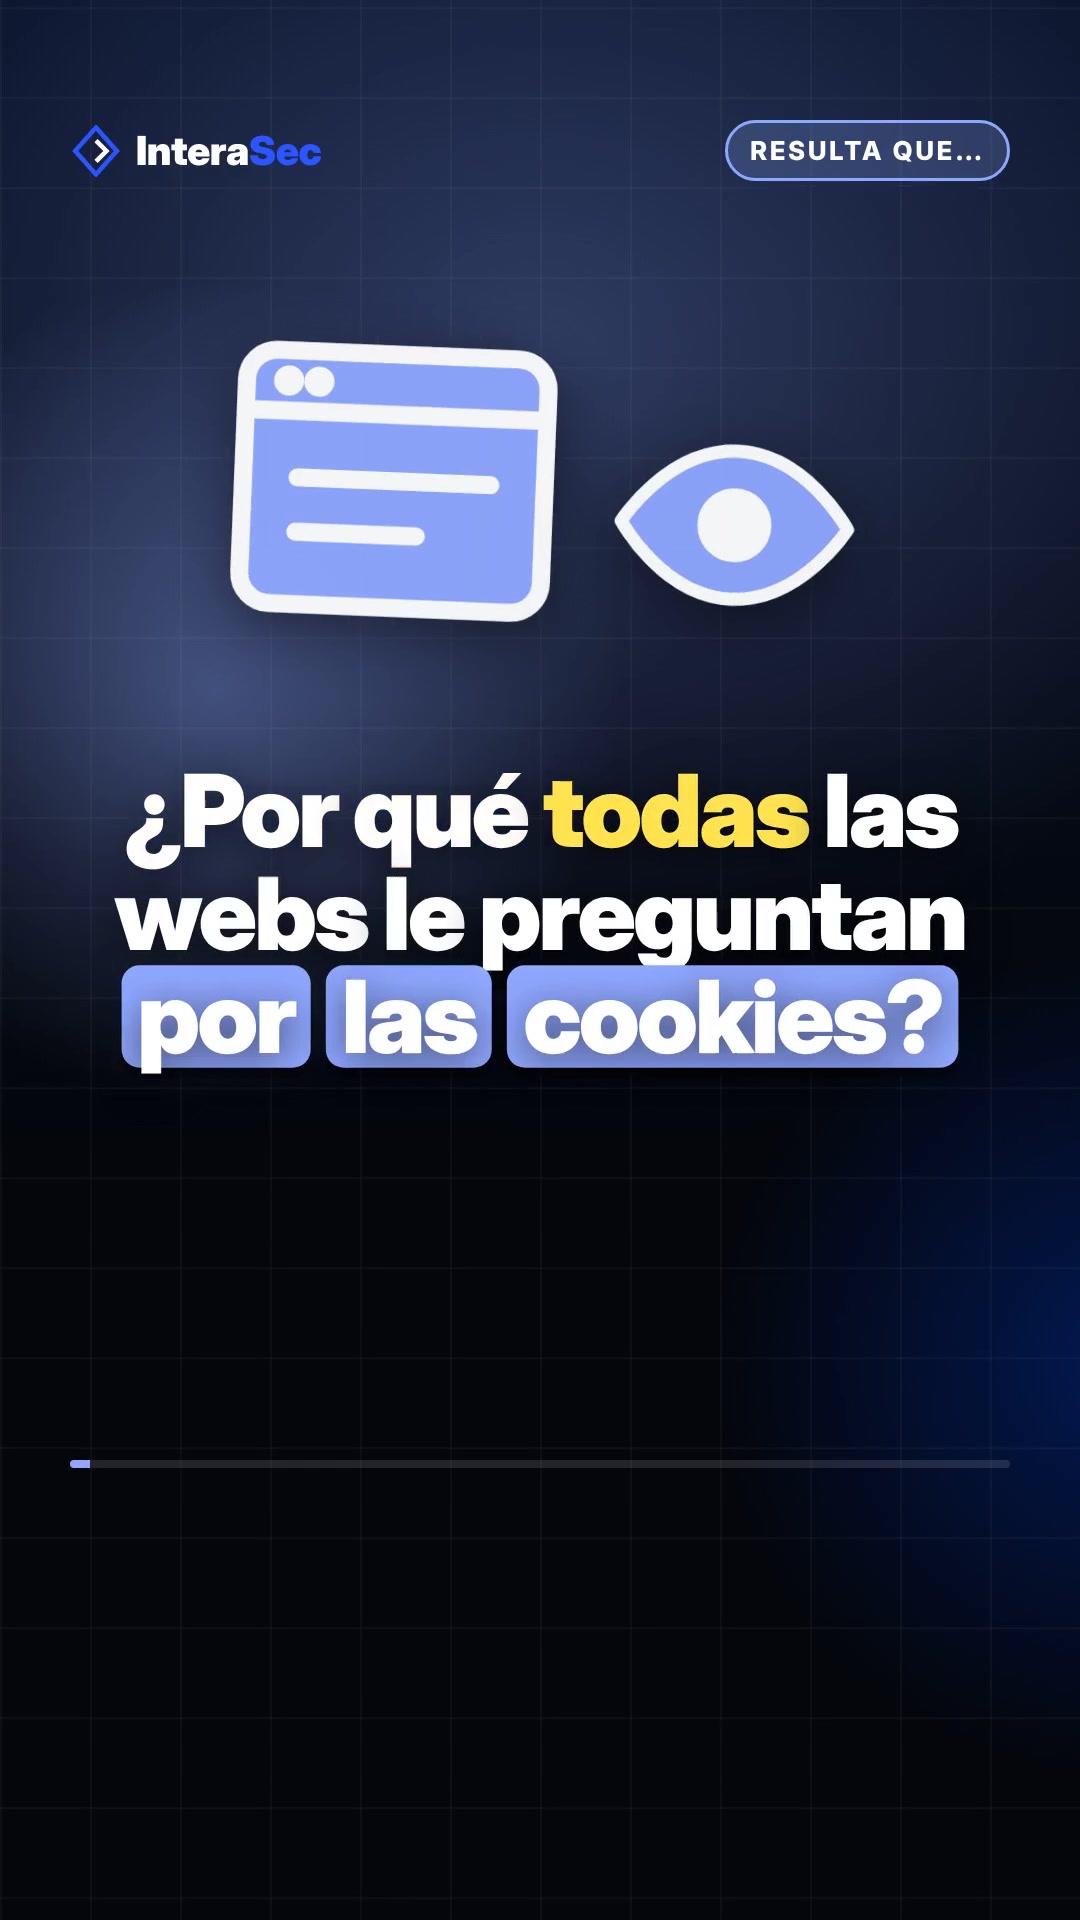 InteraSec
RESULTA QUE...
¿Por qué todas las
webs le preguntan
por las cookies?